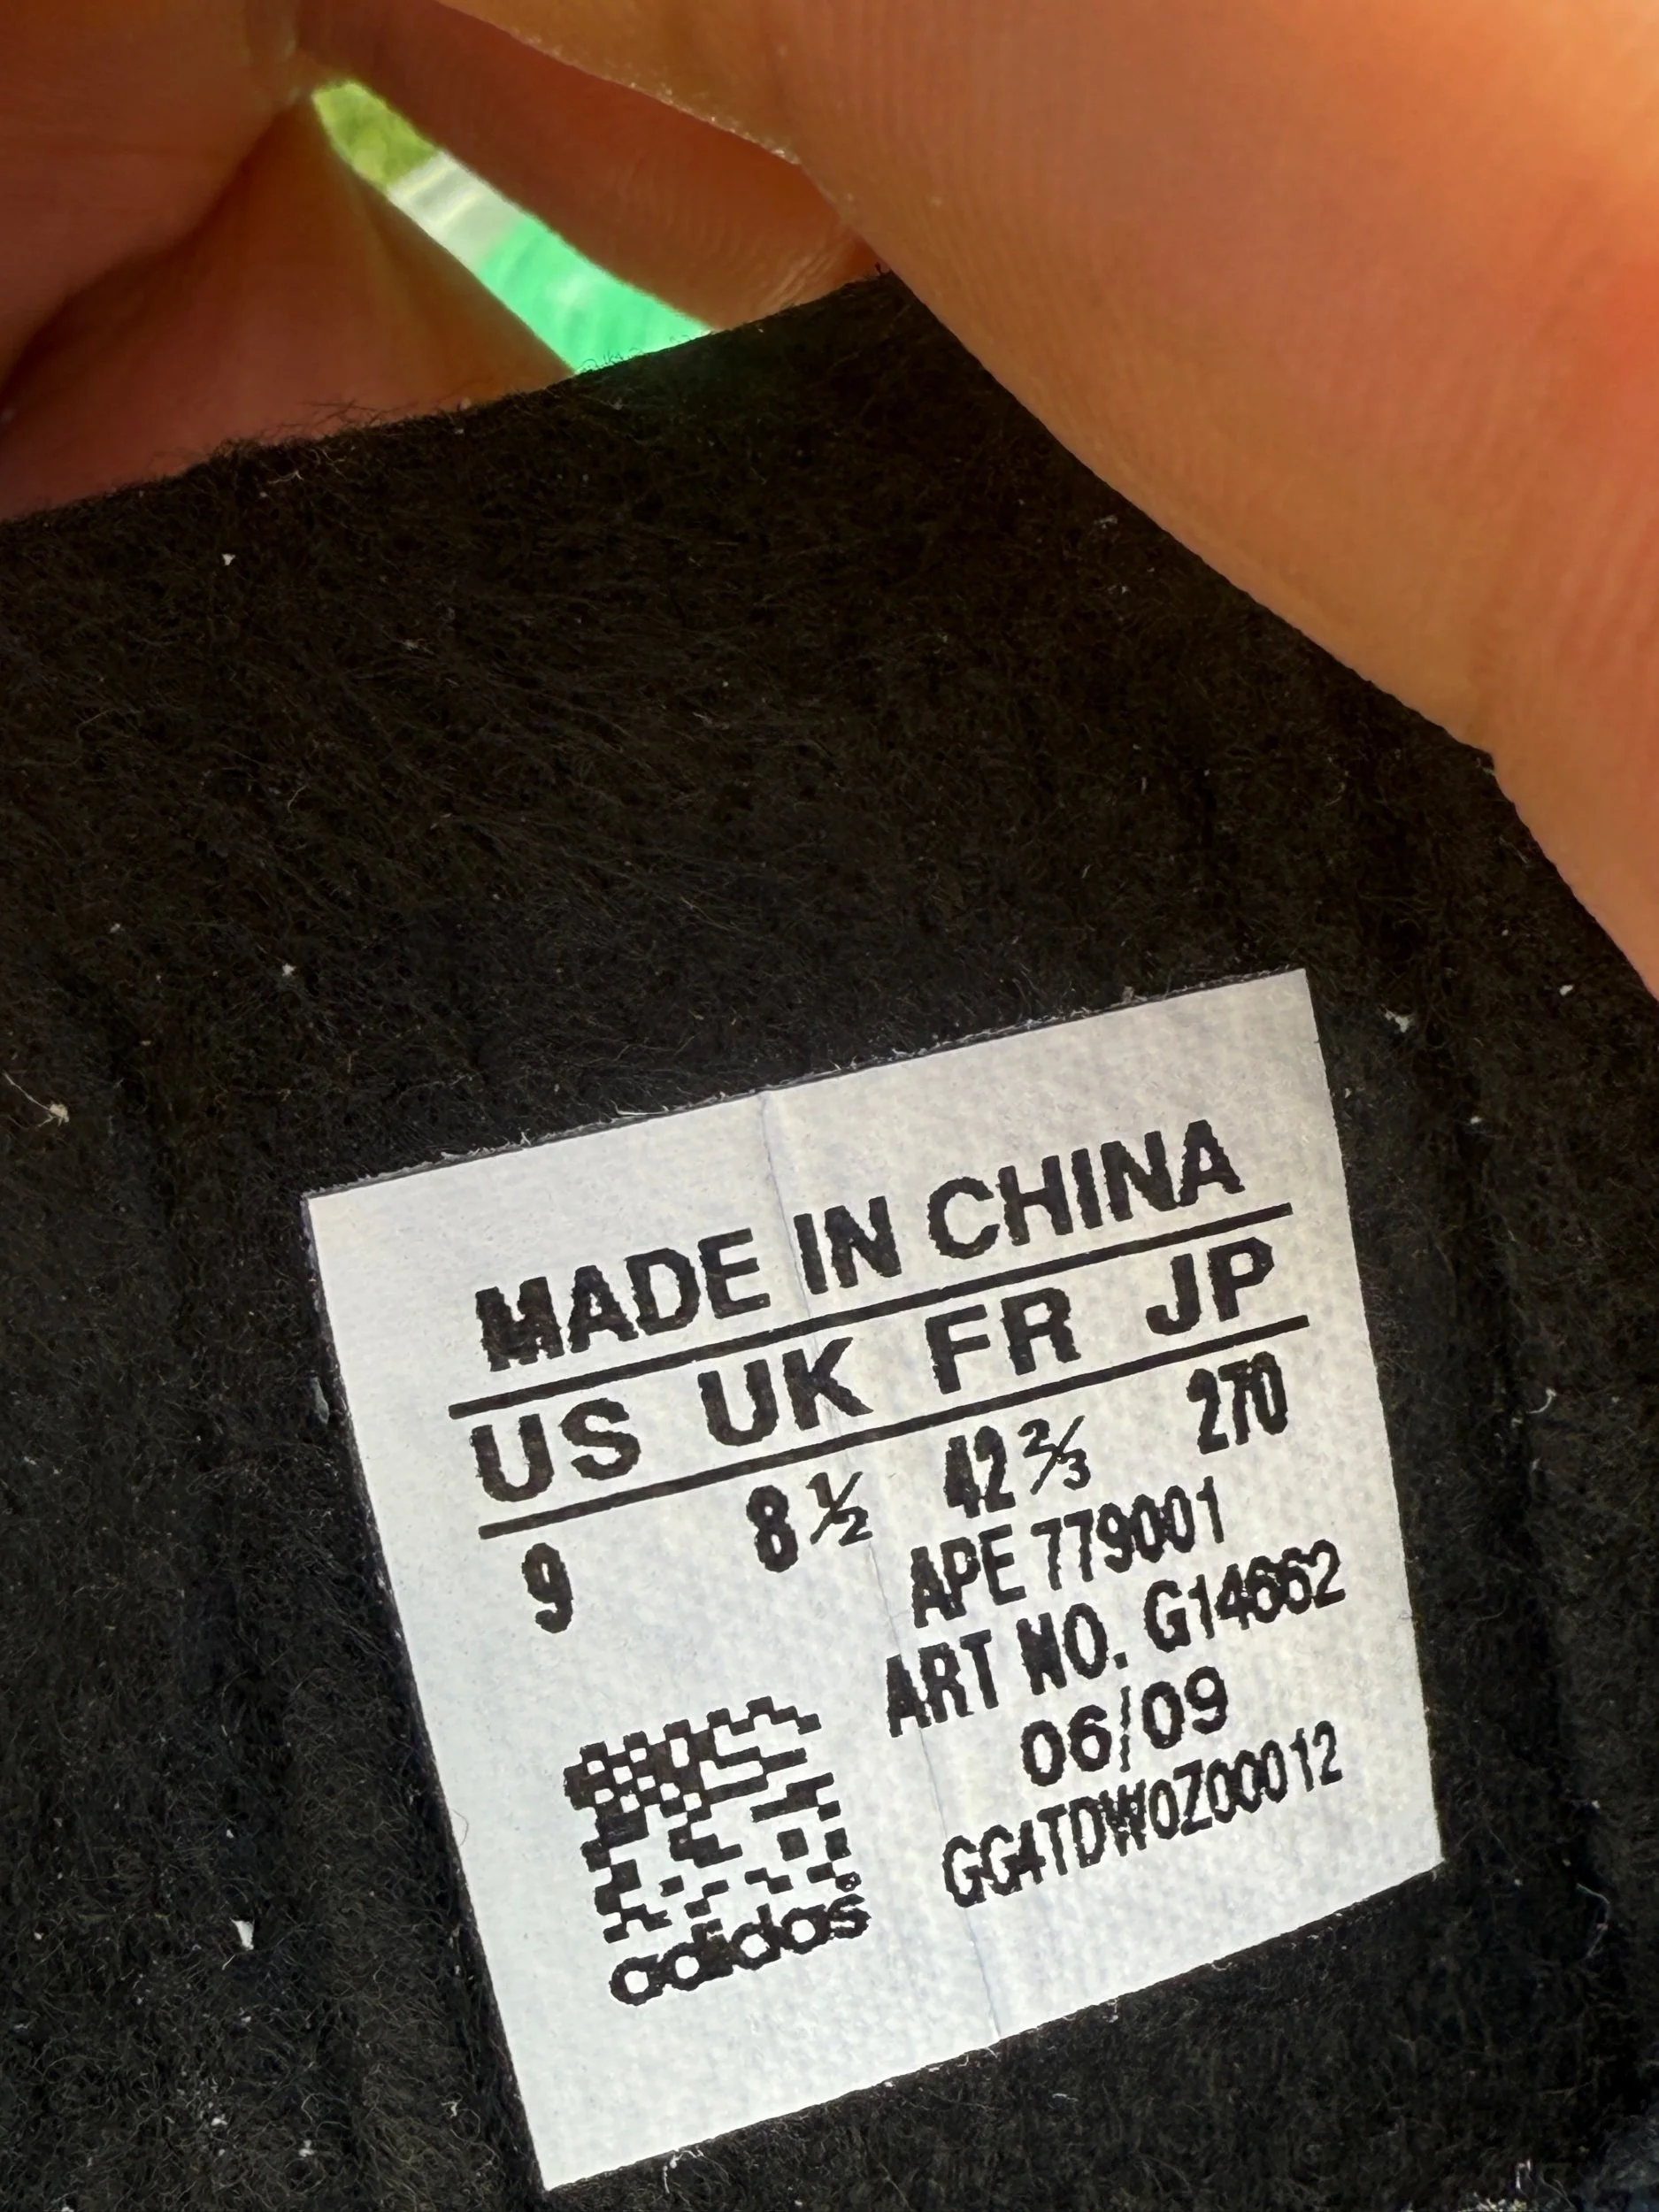 MADE IN CHINA
US UK FR JP
9 8½ 42⅔ 270
APE 779001
ART NO. G14662
06/09
GG4TDW0Z00012
adidas